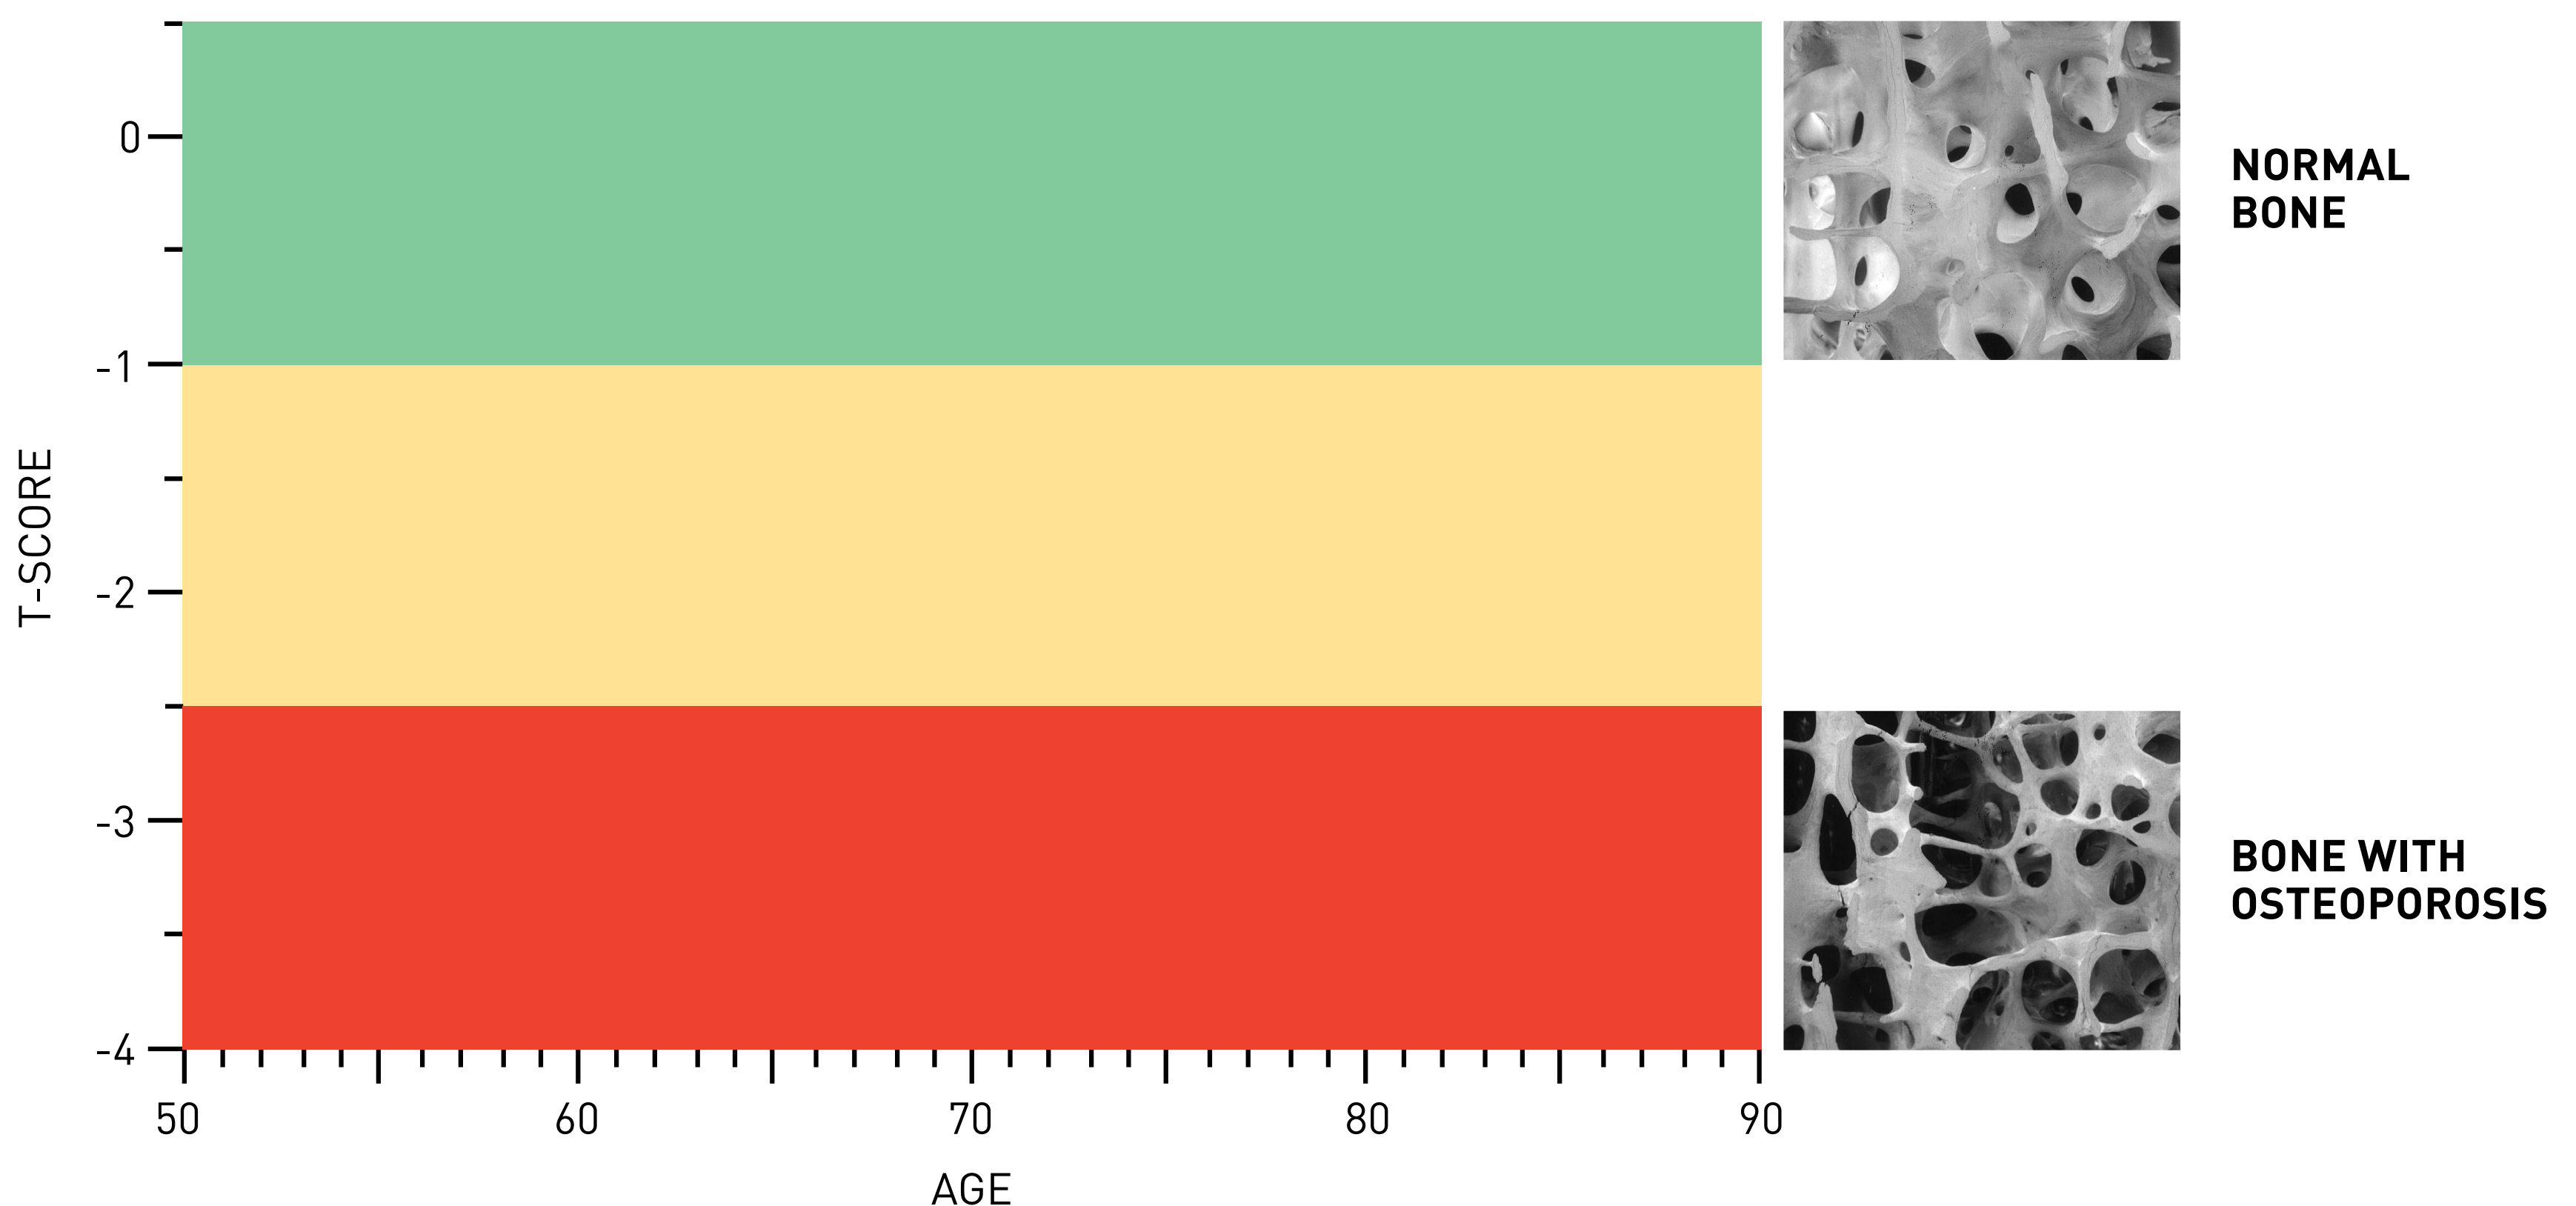 0
-1
-2
-3
-4
T-SCORE
50 60 70 80 90
AGE
NORMAL
BONE
BONE WITH
OSTEOPOROSIS